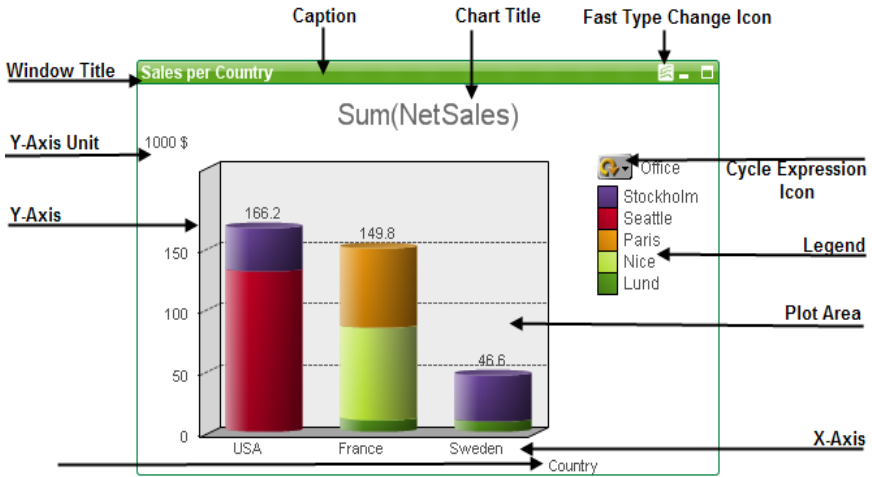 Caption
Chart Title
Fast Type Change Icon
Window Title
Sales per Country
Sum(NetSales)
Y-Axis Unit
1000 $
Office
Cycle Expression
Icon
Stockholm
Seattle
Paris
Nice
Lund
Y-Axis
166.2
149.8
46.6
Legend
Plot Area
150
100
50
0
USA
France
Sweden
X-Axis
Country